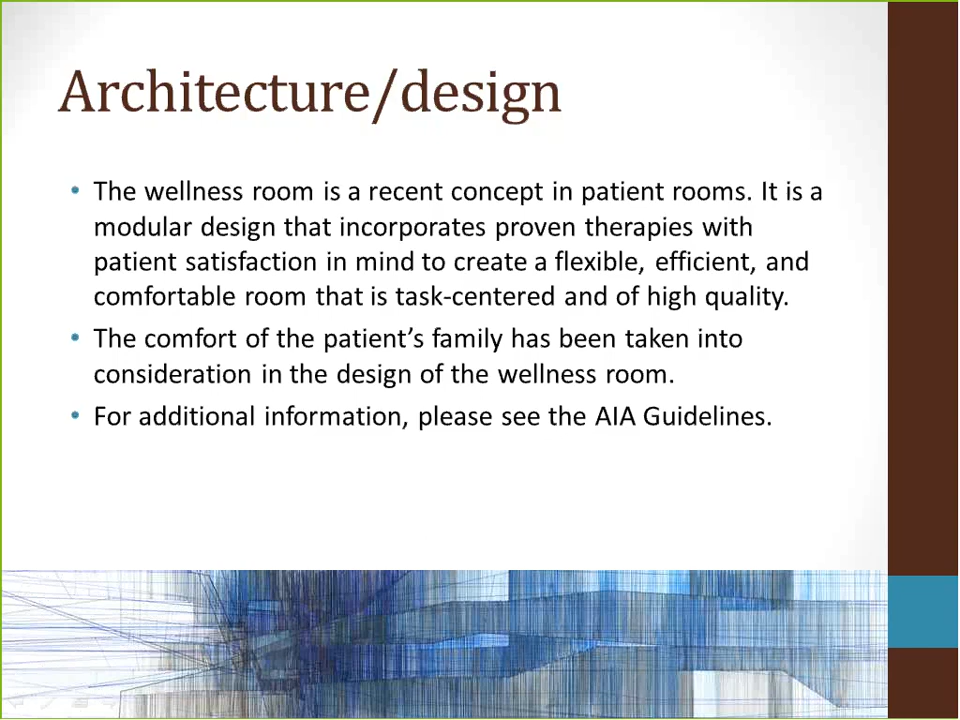 Architecture/design
• The wellness room is a recent concept in patient rooms. It is a
modular design that incorporates proven therapies with
patient satisfaction in mind to create a flexible, efficient, and
comfortable room that is task-centered and of high quality.
• The comfort of the patient’s family has been taken into
consideration in the design of the wellness room.
• For additional information, please see the AIA Guidelines.